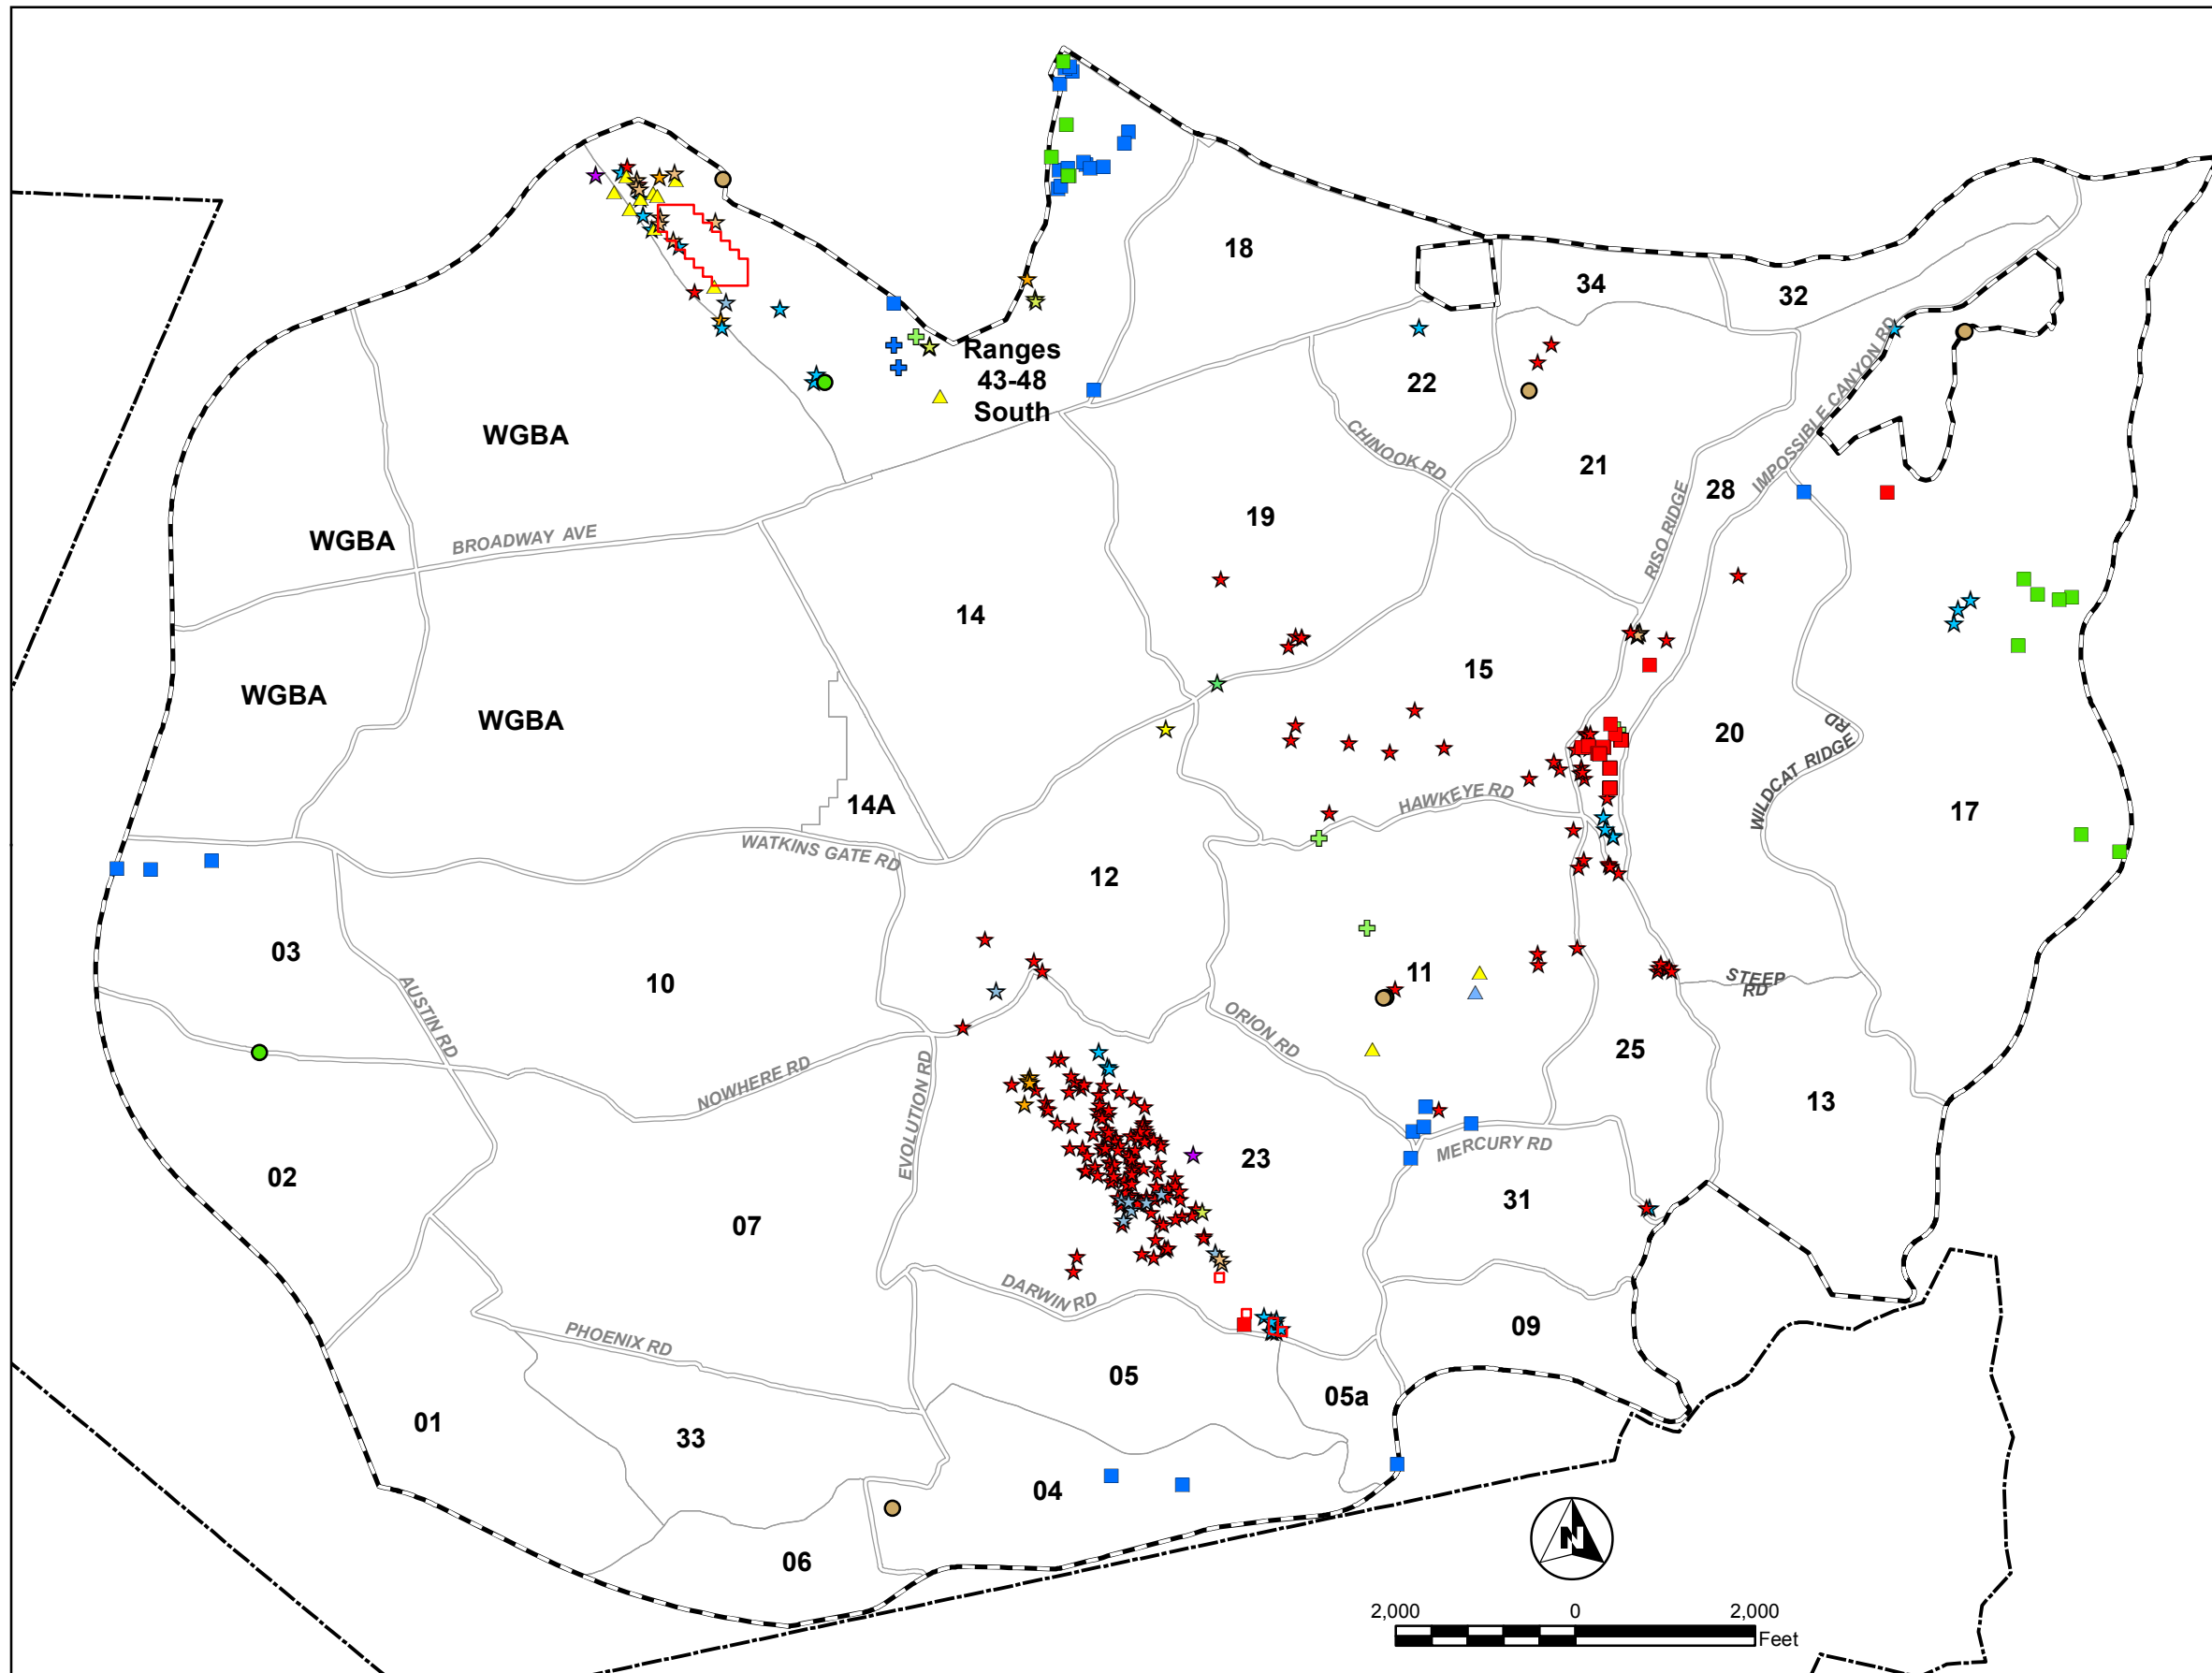 18
34
32
Ranges
43-48
South
22
CHINOOK RD
21
28
IMPOSSIBLE CANYON RD
RISO RIDGE
WGBA
WGBA
BROADWAY AVE
19
14
15
WGBA
WGBA
20
WILDCAT RIDGE
RD
17
14A
HAWKEYE RD
WATKINS GATE RD
12
03
10
11
STEEP
RD
AUSTIN RD
ORION RD
25
NOWHERE RD
EVOLUTION RD
13
23
MERCURY RD
02
07
31
DARWIN RD
PHOENIX RD
09
05
05a
01
33
04
06
N
2,000
0
2,000
Feet